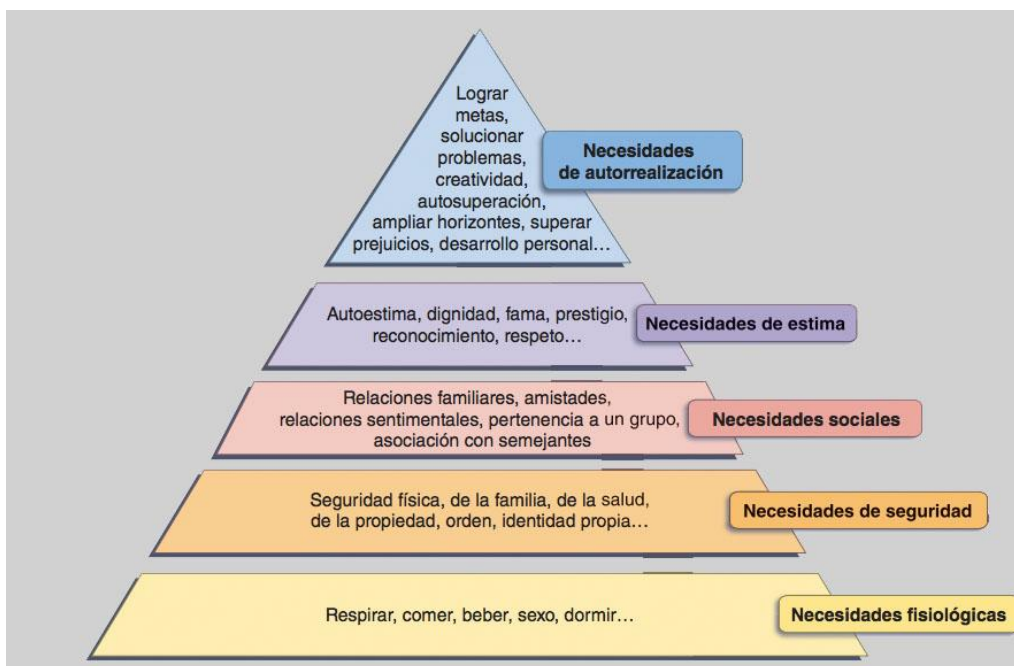 Lograr
metas,
solucionar
problemas,
creatividad,
autosuperación,
ampliar horizontes, superar
prejuicios, desarrollo personal...
Necesidades
de autorrealización
Autoestima, dignidad, fama, prestigio,
reconocimiento, respeto...
Necesidades de estima
Relaciones familiares, amistades,
relaciones sentimentales, pertenencia a un grupo,
asociación con semejantes
Necesidades sociales
Seguridad física, de la familia, de la salud,
de la propiedad, orden, identidad propia...
Necesidades de seguridad
Respirar, comer, beber, sexo, dormir...
Necesidades fisiológicas